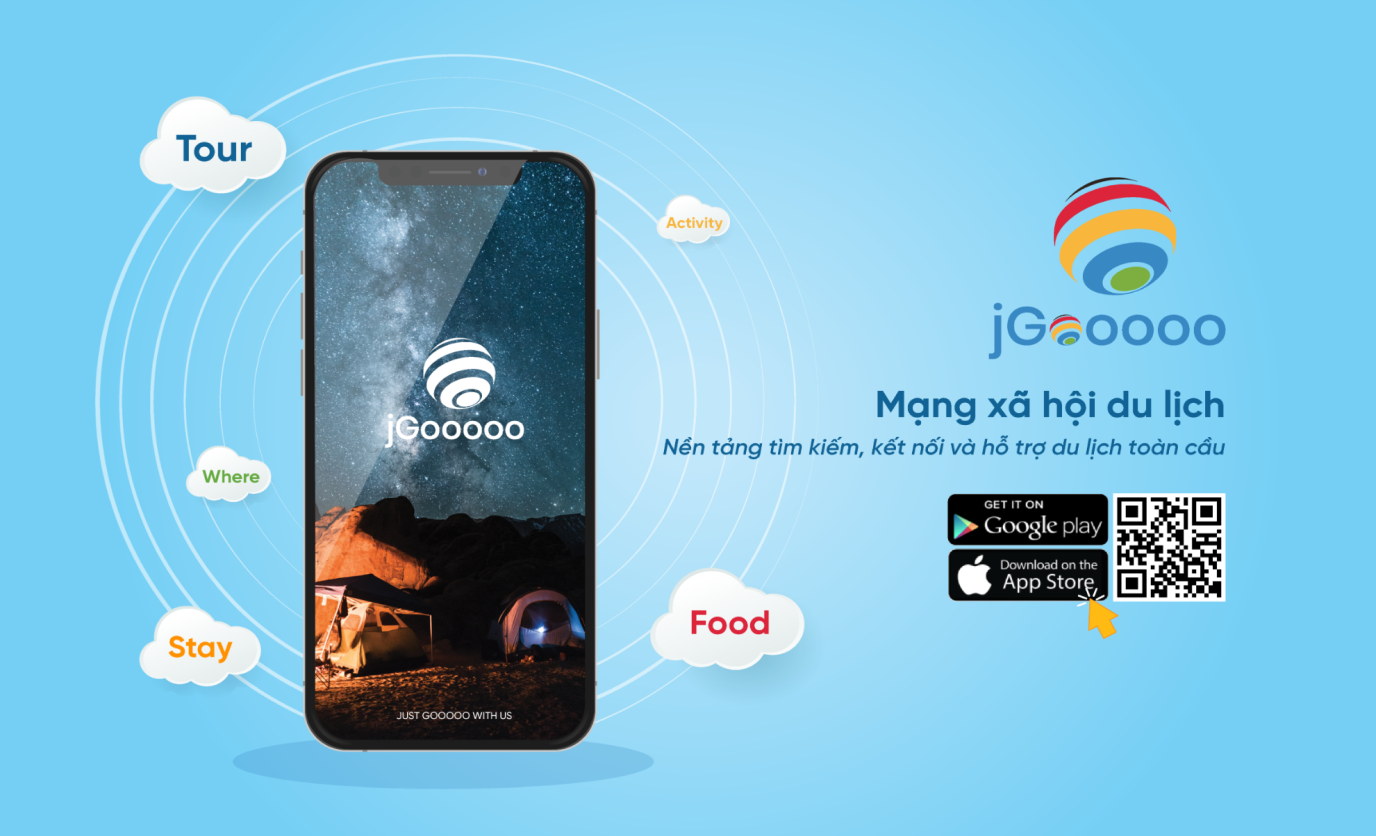 Tour
Activity
Where
Stay
Food
jGooooo
JUST GOOOOO WITH US
jGooooo
Mạng xã hội du lịch
Nền tảng tìm kiếm, kết nối và hỗ trợ du lịch toàn cầu
GET IT ON
Google play
Download on the
App Store